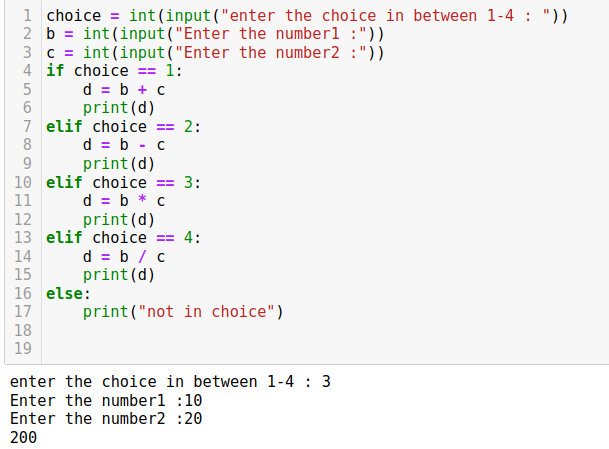 1 choice = int(input("enter the choice in between 1-4 : "))
2 b = int(input("Enter the number1 :"))
3 c = int(input("Enter the number2 :"))
4 if choice == 1:
5     d = b + c
6     print(d)
7 elif choice == 2:
8     d = b - c
9     print(d)
10 elif choice == 3:
11     d = b * c
12     print(d)
13 elif choice == 4:
14     d = b / c
15     print(d)
16 else:
17     print("not in choice")
18
19
enter the choice in between 1-4 : 3
Enter the number1 :10
Enter the number2 :20
200